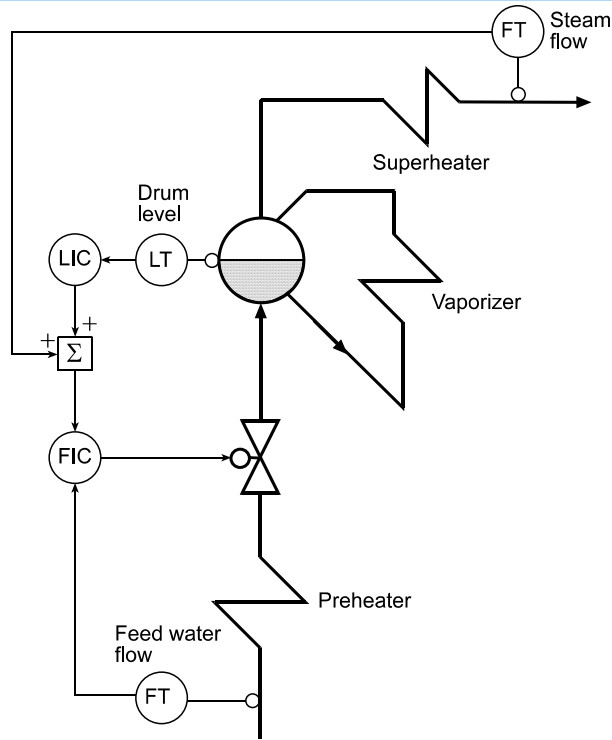 FT
Steam
flow
Superheater
Drum
level
LIC
LT
Vaporizer
+
+
Σ
FIC
Preheater
Feed water
flow
FT